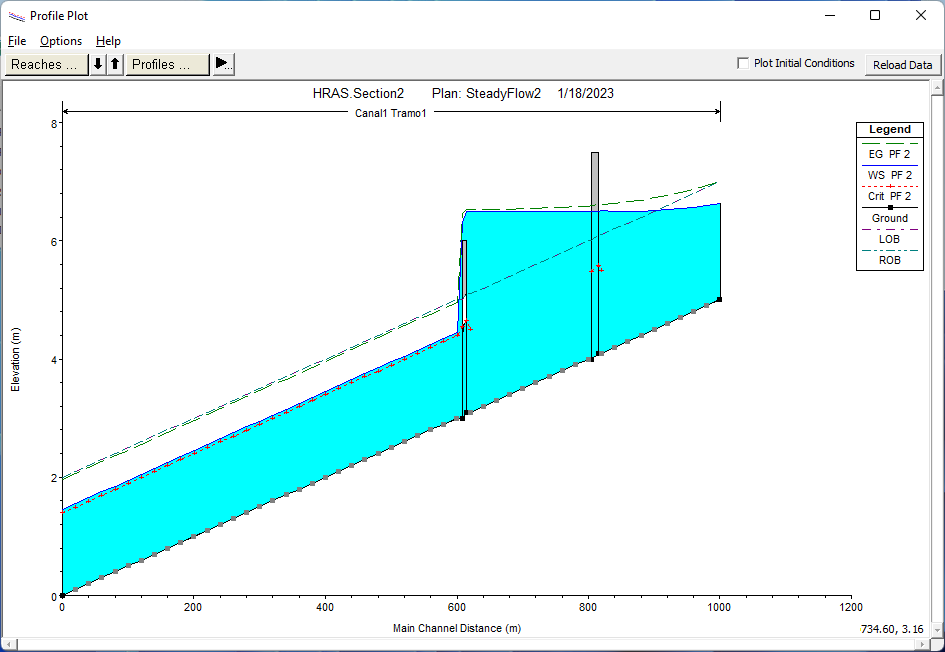 Profile Plot
File Options Help
Reaches ... Profiles ... ... Plot Initial Conditions Reload Data
HRAS.Section2 Plan: SteadyFlow2 1/18/2023
Canal1 Tramo1
Legend
EG PF 2
WS PF 2
Crit PF 2
Ground
LOB
ROB
8
6
4
2
0
Elevation (m)
0 200 400 600 800 1000 1200
Main Channel Distance (m)
734.60, 3.16